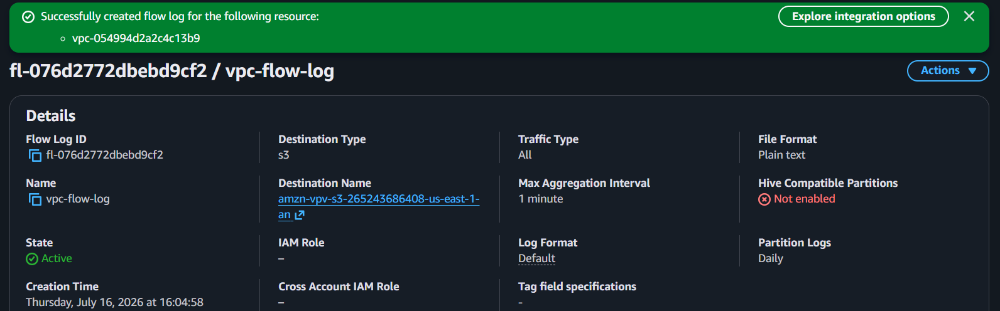 Successfully created flow log for the following resource:
Explore integration options
vpc-054994d2a2c4c13b9
fl-076d2772dbebd9cf2 / vpc-flow-log
Actions
Details
Flow Log ID
fl-076d2772dbebd9cf2
Destination Type
s3
Traffic Type
All
File Format
Plain text
Name
vpc-flow-log
Destination Name
amzn-vpv-s3-265243686408-us-east-1-
an
Max Aggregation Interval
1 minute
Hive Compatible Partitions
Not enabled
State
Active
IAM Role
–
Log Format
Default
Partition Logs
Daily
Creation Time
Thursday, July 16, 2026 at 16:04:58
Cross Account IAM Role
–
Tag field specifications
-